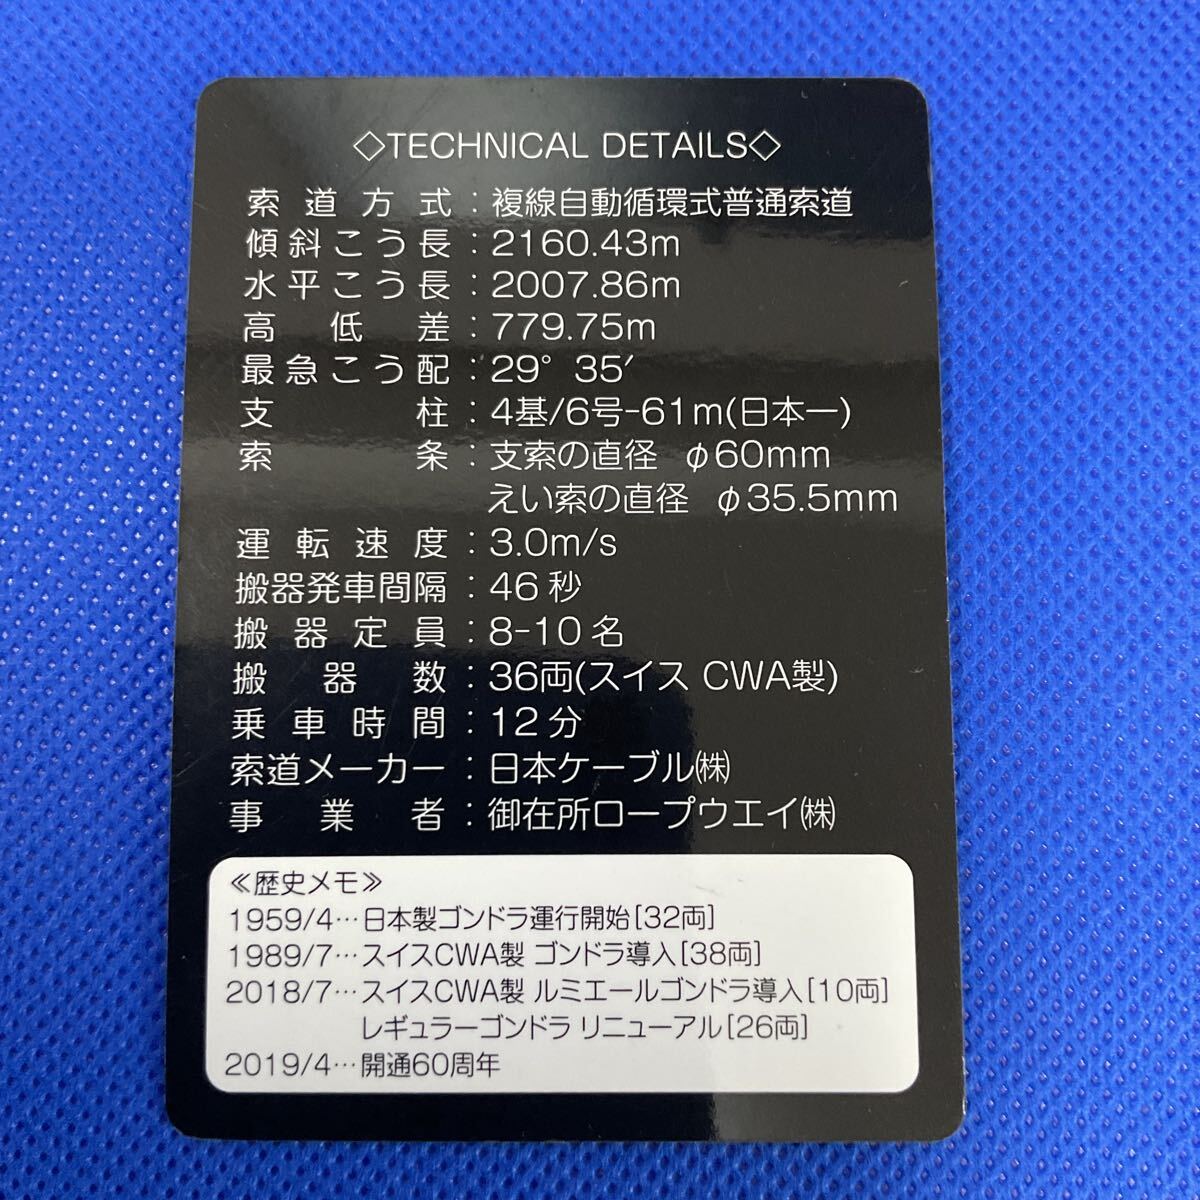 ◇TECHNICAL DETAILS◇
索道方式：複線自動循環式普通索道
傾斜こう長：2160.43m
水平こう長：2007.86m
高低差：779.75m
最急こう配：29°35′
支柱：4基/6号-61m(日本一)
索条：支索の直径 φ60mm
えい索の直径 φ35.5mm
運転速度：3.0m/s
搬器発車間隔：46秒
搬器定員：8-10名
搬器数：36両(スイス CWA製)
乗車時間：12分
索道メーカー：日本ケーブル㈱
事業者：御在所ロープウエイ㈱
≪歴史メモ≫
1959/4…日本製ゴンドラ運行開始[32両]
1989/7…スイスCWA製 ゴンドラ導入[38両]
2018/7…スイスCWA製 ルミエールゴンドラ導入[10両]
レギュラーゴンドラ リニューアル[26両]
2019/4…開通60周年